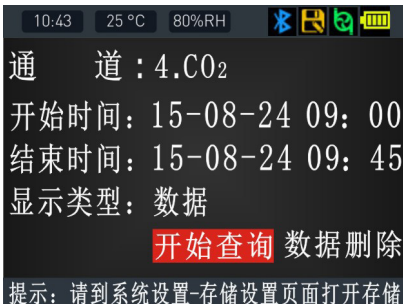 10:43 25 °C 80%RH
通 道：4.CO₂
开始时间：15-08-24 09：00
结束时间：15-08-24 09：45
显示类型：数据
开始查询 数据删除
提示：请到系统设置-存储设置页面打开存储